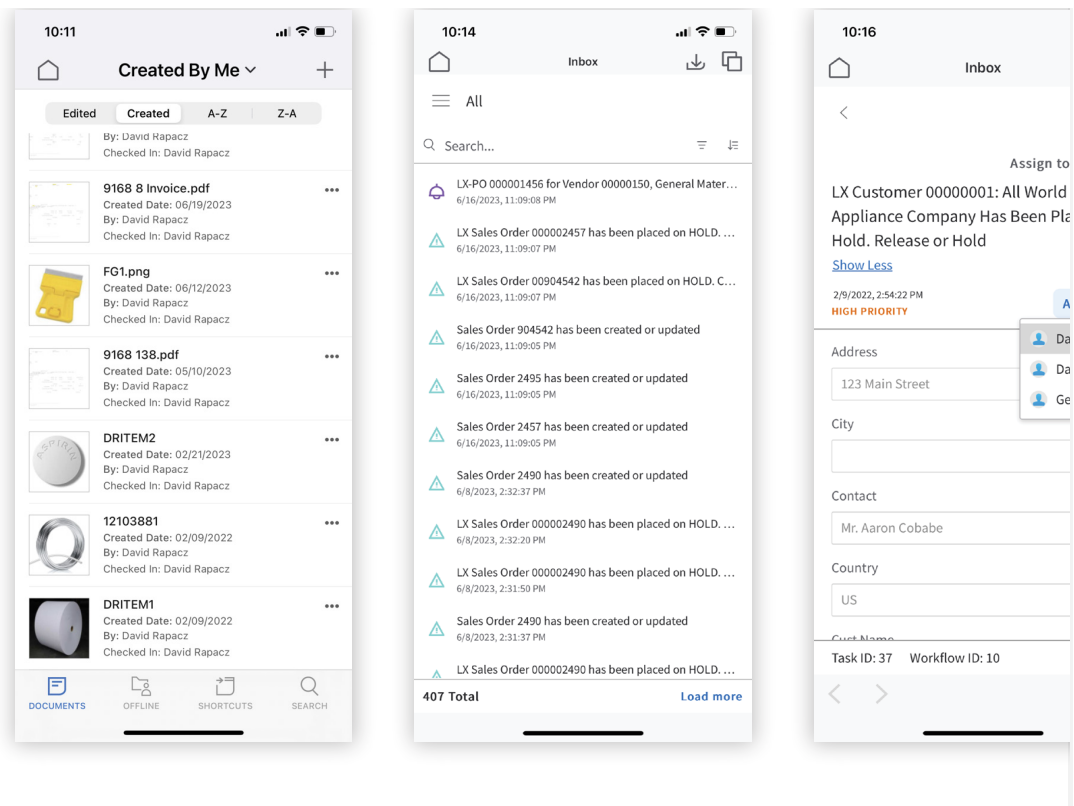 10:11
Created By Me
Edited Created A-Z Z-A
By: David Rapacz
Checked In: David Rapacz
9168 8 Invoice.pdf
Created Date: 06/19/2023
By: David Rapacz
Checked In: David Rapacz
FG1.png
Created Date: 06/12/2023
By: David Rapacz
Checked In: David Rapacz
9168 138.pdf
Created Date: 05/10/2023
By: David Rapacz
Checked In: David Rapacz
ASPIRIN
DRITEM2
Created Date: 02/21/2023
By: David Rapacz
Checked In: David Rapacz
12103881
Created Date: 02/09/2022
By: David Rapacz
Checked In: David Rapacz
DRITEM1
Created Date: 02/09/2022
By: David Rapacz
Checked In: David Rapacz
DOCUMENTS OFFLINE SHORTCUTS SEARCH
10:14
Inbox
All
Search...
LX-PO 000001456 for Vendor 00000150, General Mater...
6/16/2023, 11:09:08 PM
LX Sales Order 000002457 has been placed on HOLD. ...
6/16/2023, 11:09:07 PM
LX Sales Order 00904542 has been placed on HOLD. C...
6/16/2023, 11:09:07 PM
Sales Order 904542 has been created or updated
6/16/2023, 11:09:05 PM
Sales Order 2495 has been created or updated
6/16/2023, 11:09:05 PM
Sales Order 2457 has been created or updated
6/16/2023, 11:09:05 PM
Sales Order 2490 has been created or updated
6/8/2023, 2:32:37 PM
LX Sales Order 000002490 has been placed on HOLD. ...
6/8/2023, 2:32:20 PM
LX Sales Order 000002490 has been placed on HOLD. ...
6/8/2023, 2:31:50 PM
Sales Order 2490 has been created or updated
6/8/2023, 2:31:37 PM
LX Sales Order 000002490 has been placed on HOLD. ...
407 Total Load more
10:16
Inbox
Assign to
LX Customer 00000001: All World
Appliance Company Has Been Pla
Hold. Release or Hold
Show Less
2/9/2022, 2:54:22 PM
HIGH PRIORITY
A
Da
Da
Ge
Address
123 Main Street
City
Contact
Mr. Aaron Cobabe
Country
US
Cust Name
Task ID: 37 Workflow ID: 10